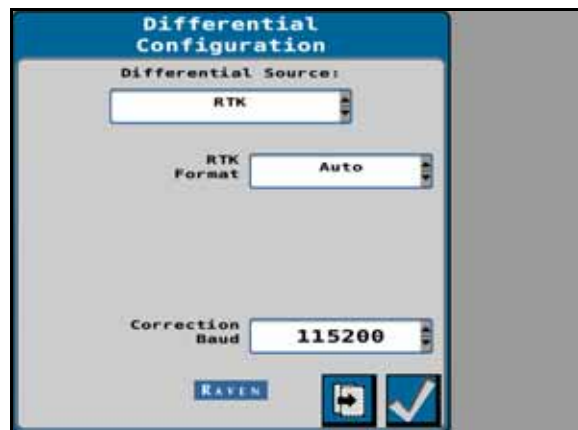 Differential
Configuration
Differential Source:
RTK
RTK
Format
Auto
Correction
Baud
115200
RAVEN